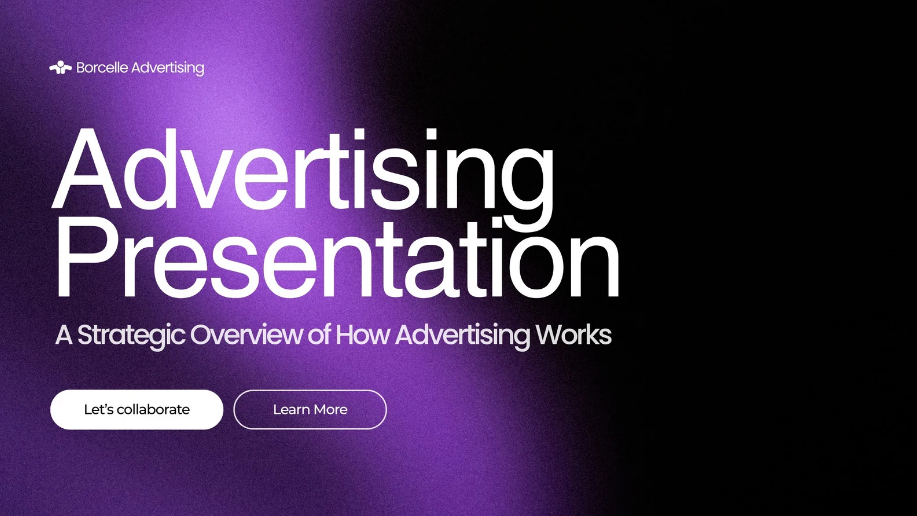 Borcelle Advertising
Advertising
Presentation
A Strategic Overview of How Advertising Works
Let's collaborate
Learn More